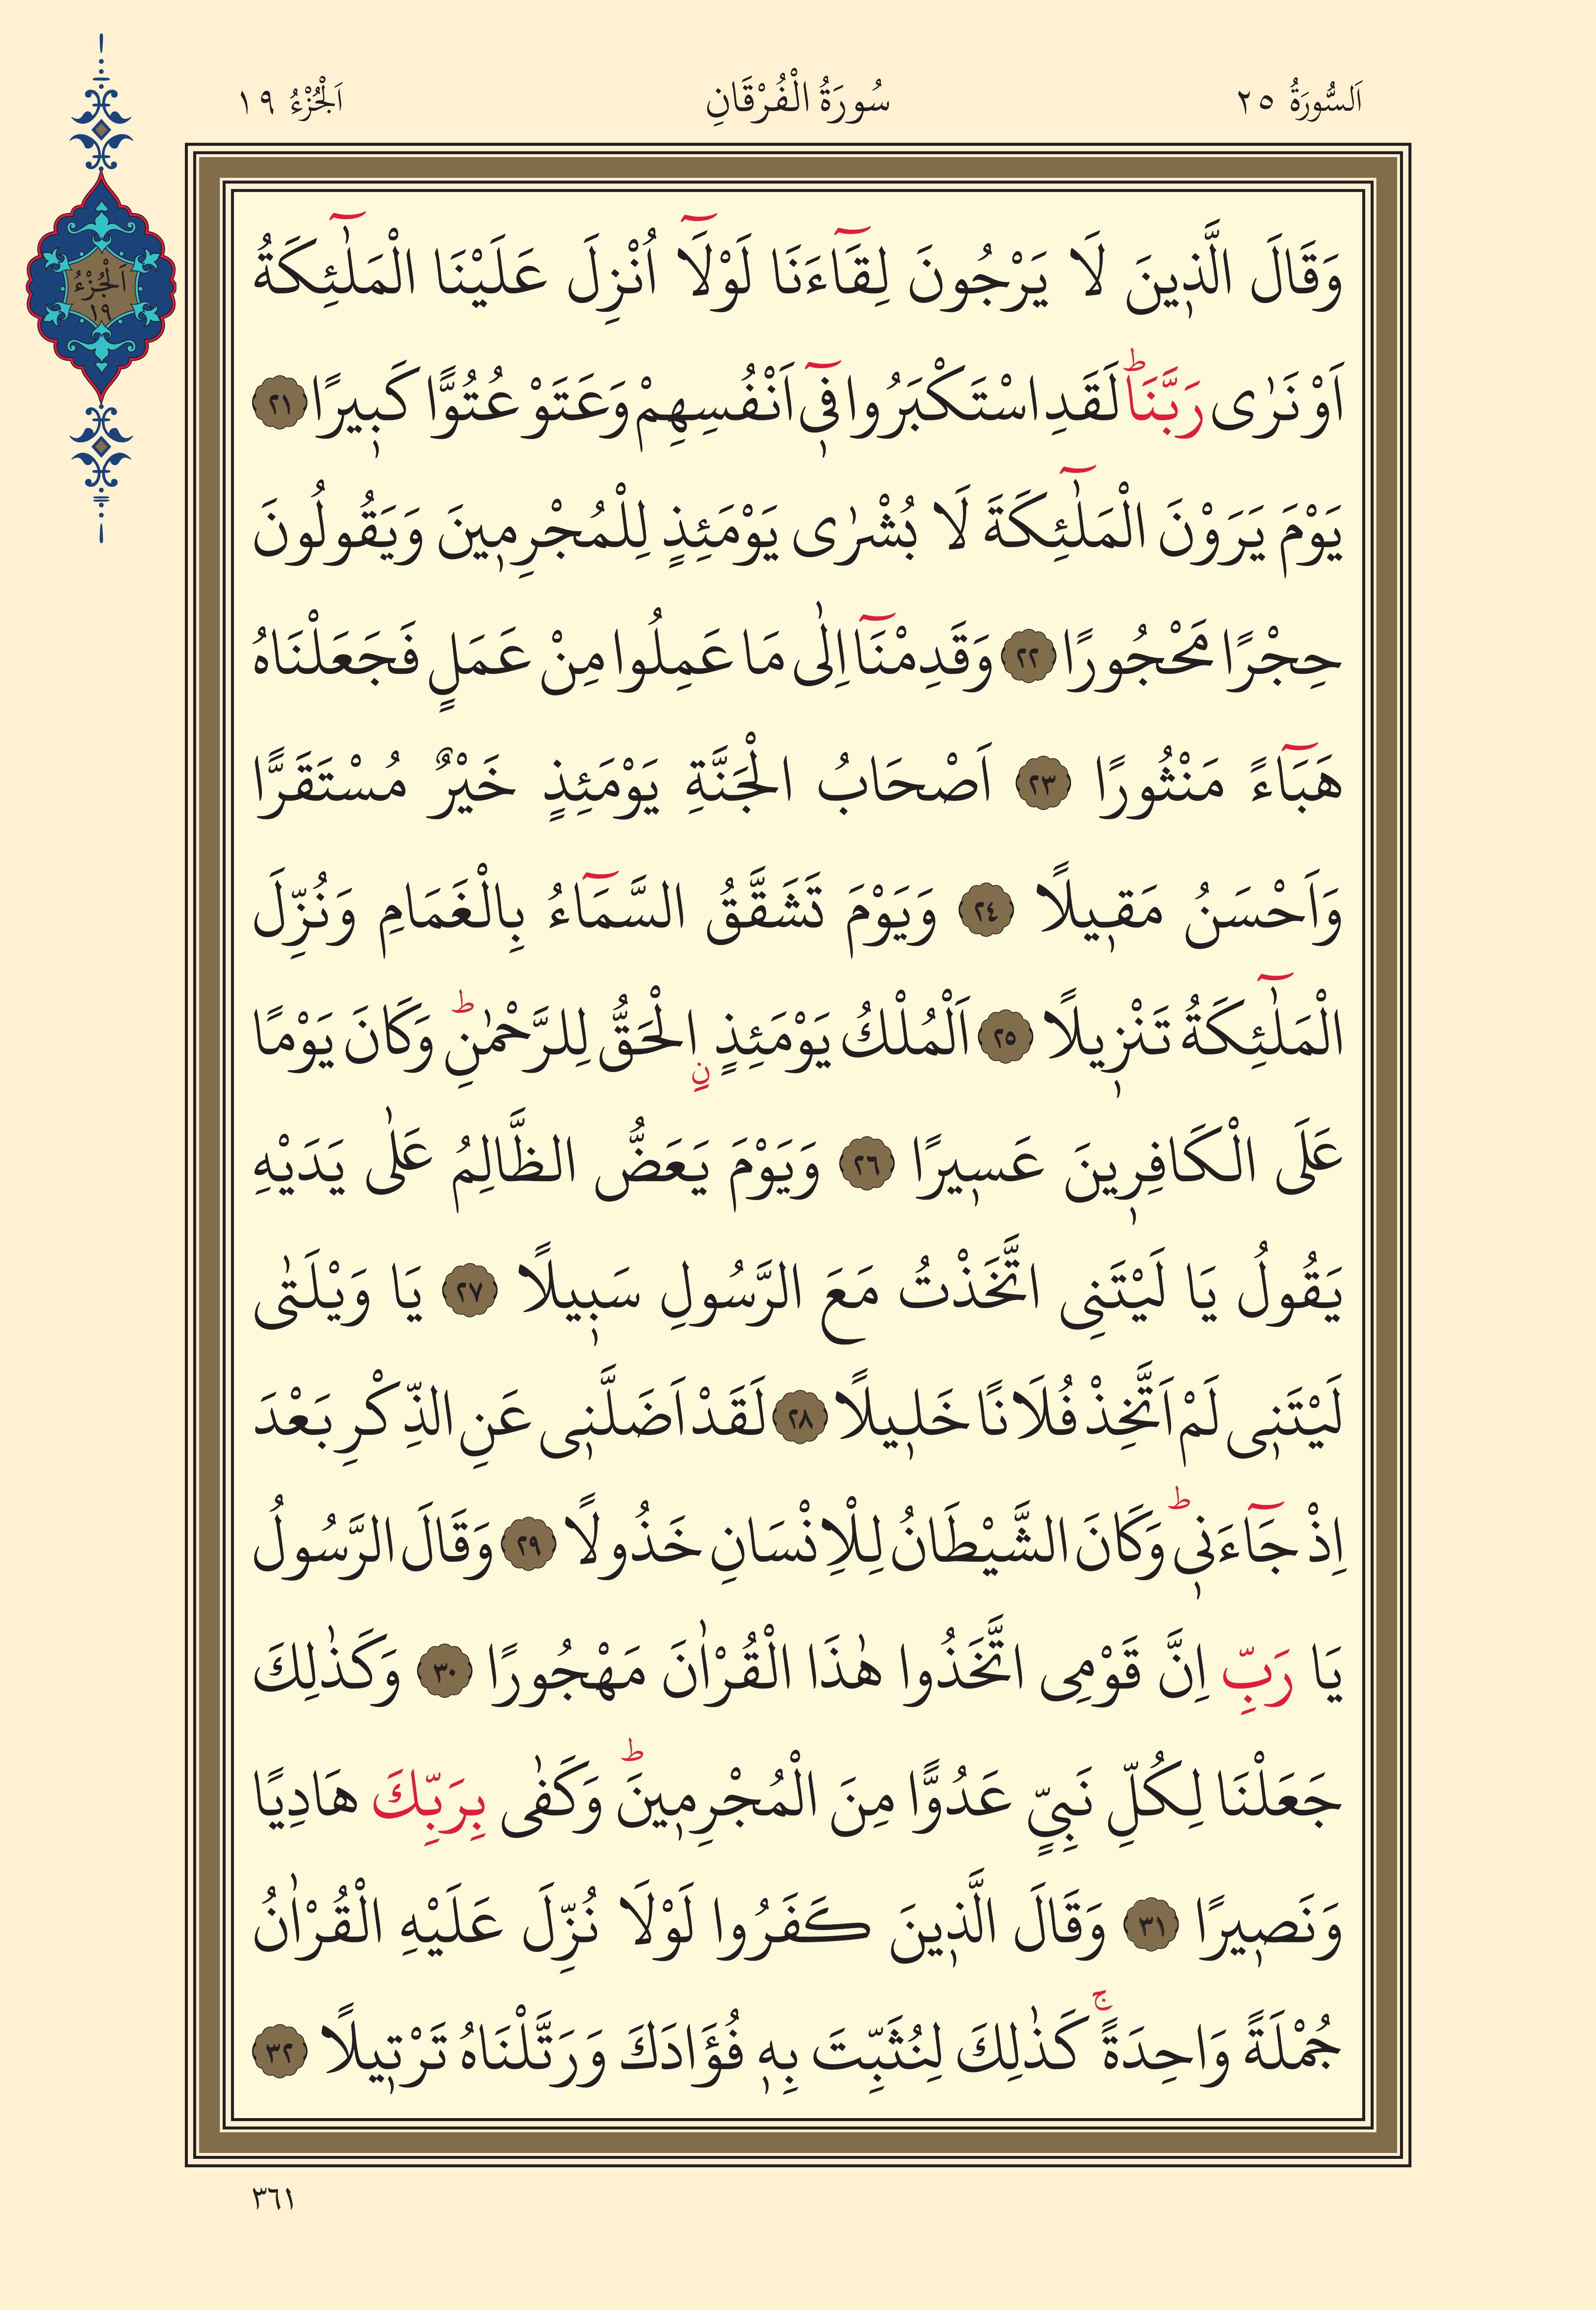 اَلسُّورَةُ ٢٥
سُورَةُ الْفُرْقَانِ
اَلْجُزْءُ ١٩
اَلْجُزْءُ
١٩
وَقَالَ الَّذ۪ينَ لَا يَرْجُونَ لِقَٓاءَنَا لَوْلَٓا اُنْزِلَ عَلَيْنَا الْمَلٰٓئِكَةُ
اَوْ نَرٰى رَبَّنَاۜ لَقَدِ اسْتَكْبَرُوا ف۪ٓي اَنْفُسِهِمْ وَعَتَوْ عُتُوًّا كَب۪يرًا ٢١
يَوْمَ يَرَوْنَ الْمَلٰٓئِكَةَ لَا بُشْرٰى يَوْمَئِذٍ لِلْمُجْرِم۪ينَ وَيَقُولُونَ
حِجْرًا مَحْجُورًا ٢٢ وَقَدِمْنَٓا اِلٰى مَا عَمِلُوا مِنْ عَمَلٍ فَجَعَلْنَاهُ
هَبَٓاءً مَنْثُورًا ٢٣ اَصْحَابُ الْجَنَّةِ يَوْمَئِذٍ خَيْرٌ مُسْتَقَرًّا
وَاَحْسَنُ مَق۪يلًا ٢٤ وَيَوْمَ تَشَقَّقُ السَّمَٓاءُ بِالْغَمَامِ وَنُزِّلَ
الْمَلٰٓئِكَةُ تَنْز۪يلًا ٢٥ اَلْمُلْكُ يَوْمَئِذٍ نِ الْحَقُّ لِلرَّحْمٰنِۜ وَكَانَ يَوْمًا
عَلَى الْكَافِر۪ينَ عَس۪يرًا ٢٦ وَيَوْمَ يَعَضُّ الظَّالِمُ عَلٰى يَدَيْهِ
يَقُولُ يَا لَيْتَنِى اتَّخَذْتُ مَعَ الرَّسُولِ سَب۪يلًا ٢٧ يَا وَيْلَتٰى
لَيْتَن۪ى لَمْ اَتَّخِذْ فُلَانًا خَل۪يلًا ٢٨ لَقَدْ اَضَلَّن۪ى عَنِ الذِّكْرِ بَعْدَ
اِذْ جَٓاءَن۪ىۜ وَكَانَ الشَّيْطَانُ لِلْاِنْسَانِ خَذُولًا ٢٩ وَقَالَ الرَّسُولُ
يَا رَبِّ اِنَّ قَوْمِى اتَّخَذُوا هٰذَا الْقُرْاٰنَ مَهْجُورًا ٣٠ وَكَذٰلِكَ
جَعَلْنَا لِكُلِّ نَبِىٍّ عَدُوًّا مِنَ الْمُجْرِم۪ينَۜ وَكَفٰى بِرَبِّكَ هَادِيًا
وَنَص۪يرًا ٣١ وَقَالَ الَّذ۪ينَ كَفَرُوا لَوْلَا نُزِّلَ عَلَيْهِ الْقُرْاٰنُ
جُمْلَةً وَاحِدَةًۚ كَذٰلِكَ لِنُثَبِّتَ بِه۪ فُؤَادَكَ وَرَتَّلْنَاهُ تَرْت۪يلًا ٣٢
٣٦١